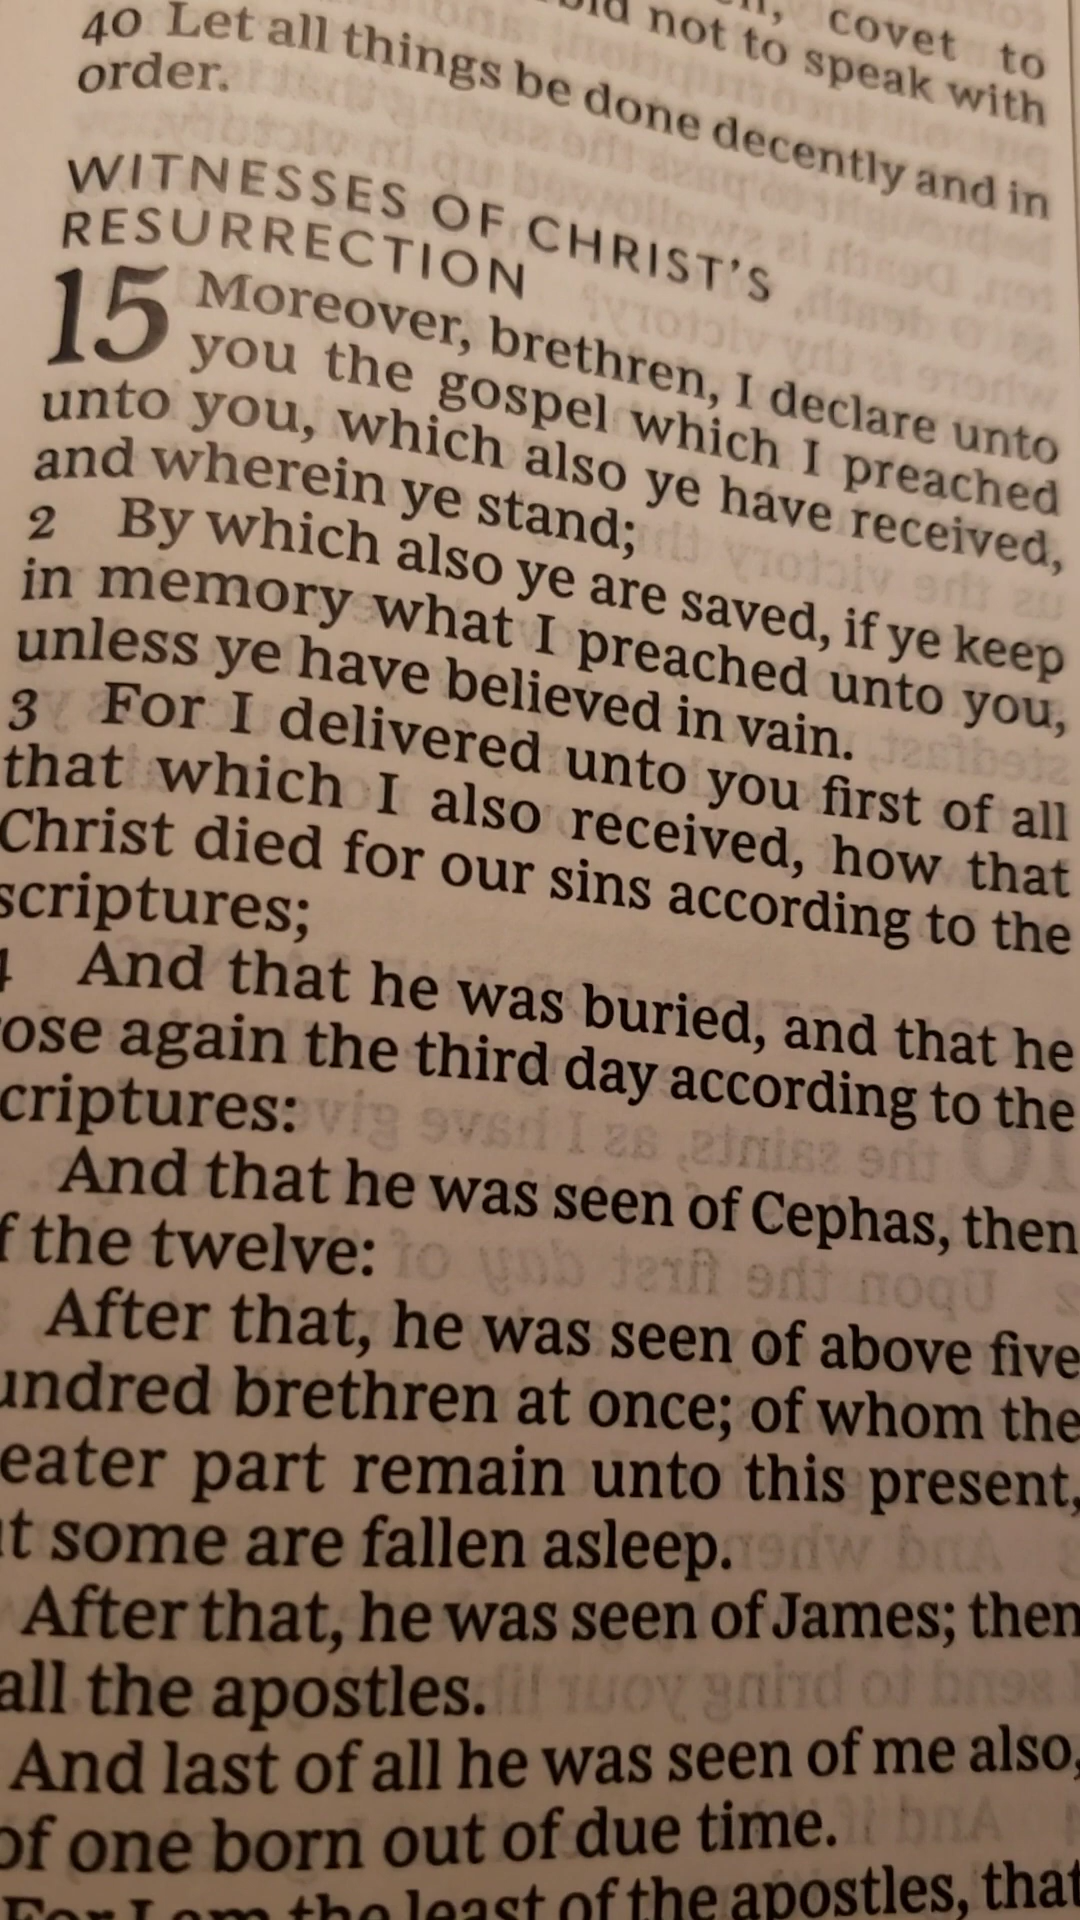 covet to
not to speak with
40 Let all things be done decently and in
order.
WITNESSES OF CHRIST'S
RESURRECTION
15 Moreover, brethren, I declare unto
you the gospel which I preached
unto you, which also ye have received,
and wherein ye stand;
2 By which also ye are saved, if ye keep
in memory what I preached unto you,
unless ye have believed in vain.
3 For I delivered unto you first of all
that which I also received, how that
Christ died for our sins according to the
scriptures;
And that he was buried, and that he
ose again the third day according to the
criptures:
And that he was seen of Cephas, then
f the twelve:
After that, he was seen of above five
undred brethren at once; of whom the
eater part remain unto this present,
t some are fallen asleep.
After that, he was seen of James; then
all the apostles.
And last of all he was seen of me also,
of one born out of due time.
For I am the least of the apostles, that